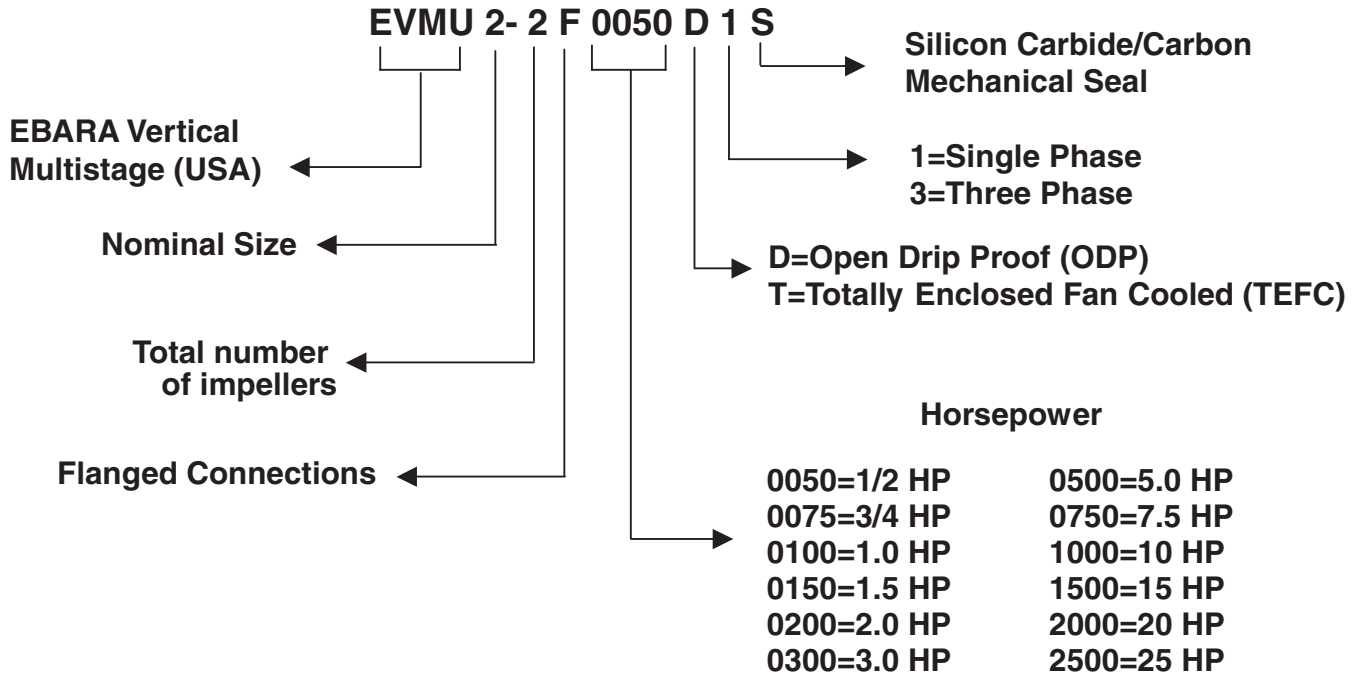 EVMU 2- 2 F 0050 D 1 S
Silicon Carbide/Carbon
Mechanical Seal
EBARA Vertical
Multistage (USA)
1=Single Phase
3=Three Phase
Nominal Size
D=Open Drip Proof (ODP)
T=Totally Enclosed Fan Cooled (TEFC)
Total number
of impellers
Flanged Connections
Horsepower
0050=1/2 HP
0075=3/4 HP
0100=1.0 HP
0150=1.5 HP
0200=2.0 HP
0300=3.0 HP
0500=5.0 HP
0750=7.5 HP
1000=10 HP
1500=15 HP
2000=20 HP
2500=25 HP